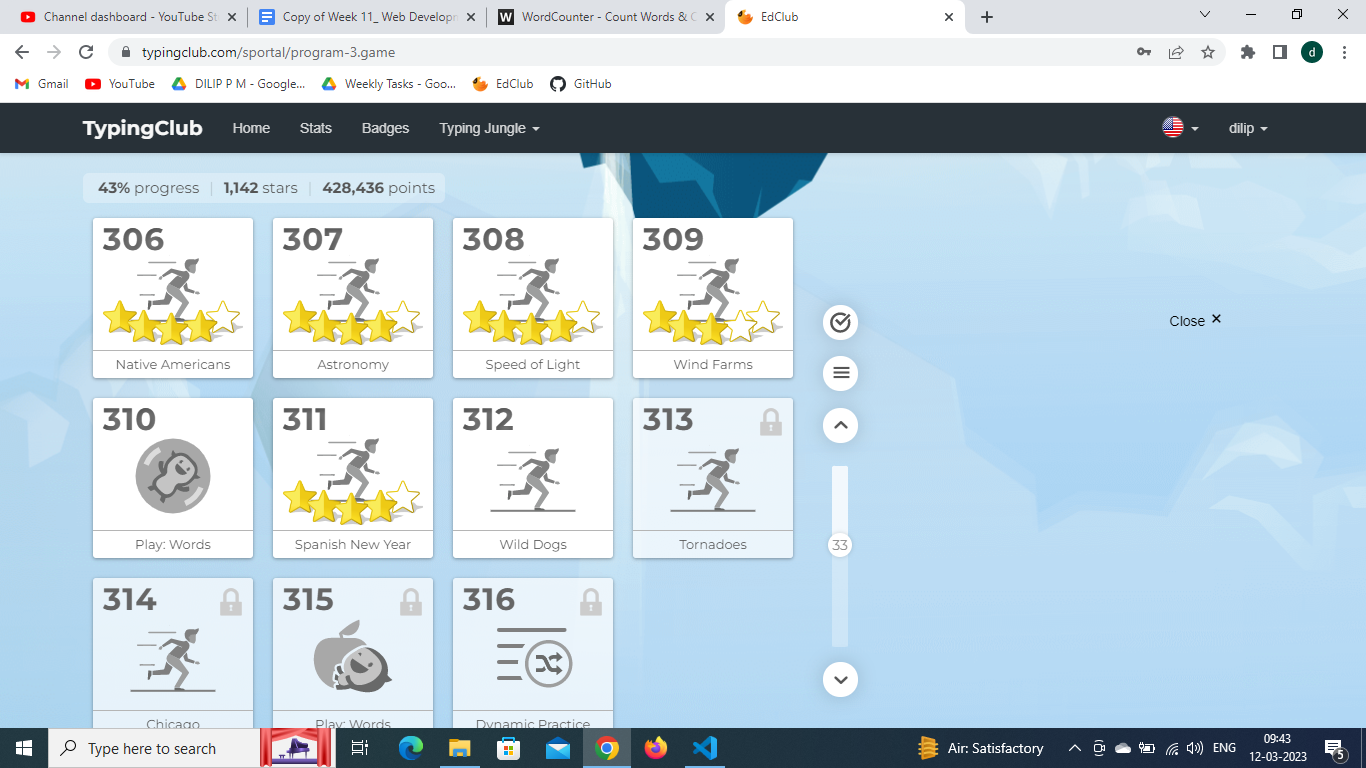 Channel dashboard - YouTube St
Copy of Week 11_ Web Developm
WordCounter - Count Words & C
EdClub
typingclub.com/sportal/program-3.game
d
Gmail
YouTube
DILIP P M - Google...
Weekly Tasks - Goo...
EdClub
GitHub
TypingClub
Home
Stats
Badges
Typing Jungle
dilip
43% progress
1,142 stars
428,436 points
306
Native Americans
307
Astronomy
308
Speed of Light
309
Wind Farms
Close ×
310
Play: Words
311
Spanish New Year
312
Wild Dogs
313
Tornadoes
33
314
Chicago
315
Play: Words
316
Dynamic Practice
Type here to search
Air: Satisfactory
ENG
09:43
12-03-2023
5